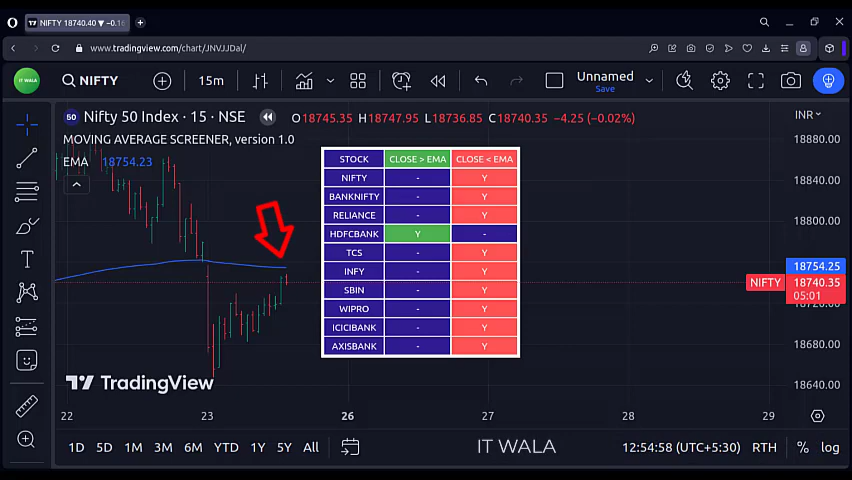 NIFTY 18740.40 ▼ −0.16
www.tradingview.com/chart/JNVJJDal/
IT WALA NIFTY 15m Unnamed
Save
50 Nifty 50 Index · 15 · NSE O18745.35 H18747.95 L18736.85 C18740.35 −4.25 (−0.02%) INR
MOVING AVERAGE SCREENER, version 1.0
EMA 18754.23
STOCK CLOSE > EMA CLOSE < EMA
NIFTY - Y
BANKNIFTY - Y
RELIANCE - Y
HDFCBANK Y -
TCS - Y
INFY - Y
SBIN - Y
WIPRO - Y
ICICIBANK - Y
AXISBANK - Y
18880.00
18840.00
18800.00
18754.25
NIFTY 18740.35
05:01
18680.00
18640.00
TradingView
22 23 26 27 28 29
1D 5D 1M 3M 6M YTD 1Y 5Y All IT WALA 12:54:58 (UTC+5:30) RTH % log